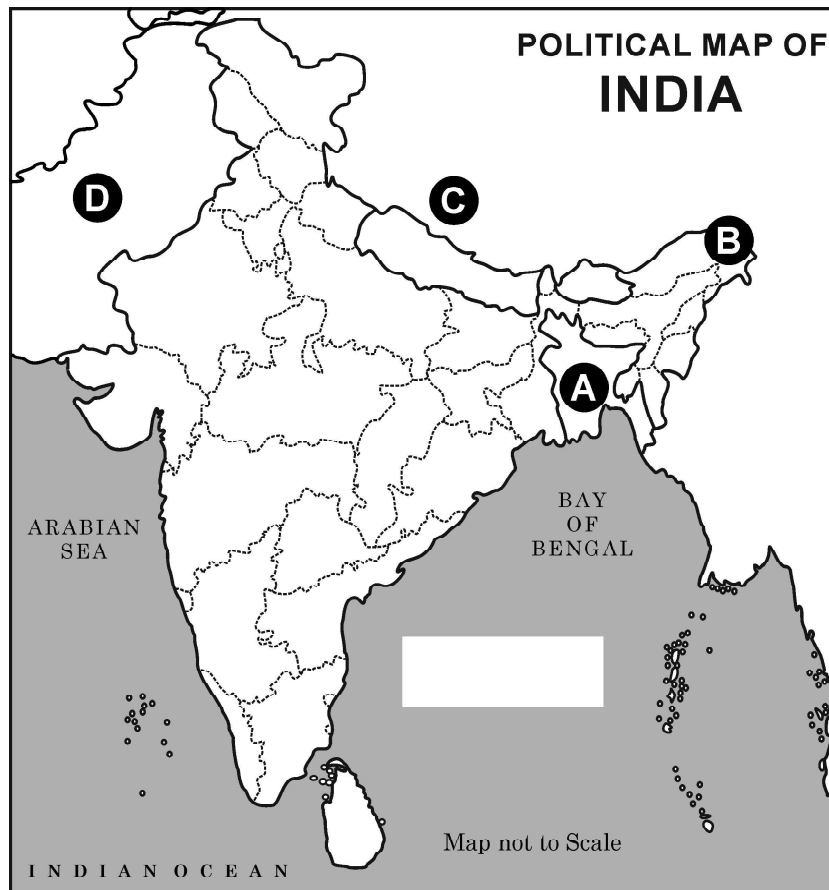 POLITICAL MAP OF
INDIA
D
C
B
A
ARABIAN
SEA
BAY
OF
BENGAL
Map not to Scale
INDIAN OCEAN